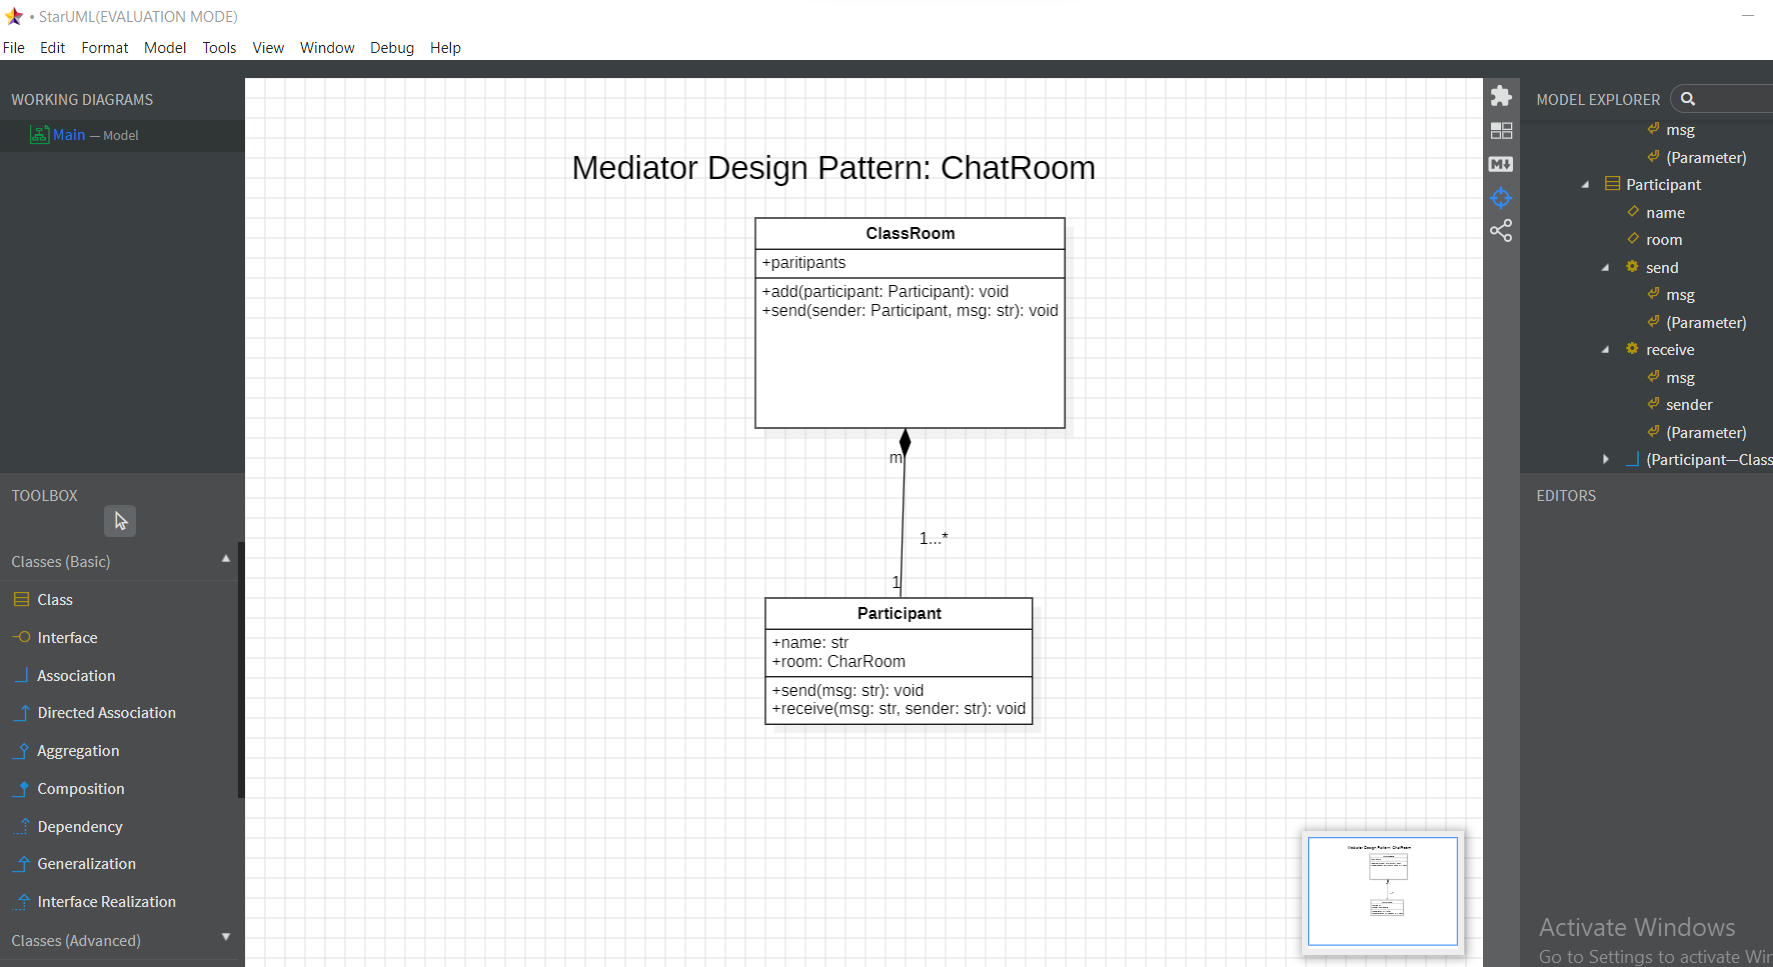 • StarUML(EVALUATION MODE)
File Edit Format Model Tools View Window Debug Help
WORKING DIAGRAMS
Main — Model
TOOLBOX
Classes (Basic)
Class
Interface
Association
Directed Association
Aggregation
Composition
Dependency
Generalization
Interface Realization
Classes (Advanced)
Mediator Design Pattern: ChatRoom
ClassRoom
+paritipants
+add(participant: Participant): void
+send(sender: Participant, msg: str): void
m
1...*
1
Participant
+name: str
+room: CharRoom
+send(msg: str): void
+receive(msg: str, sender: str): void
MODEL EXPLORER
msg
(Parameter)
Participant
name
room
send
msg
(Parameter)
receive
msg
sender
(Parameter)
(Participant—Class
EDITORS
Activate Windows
Go to Settings to activate Win